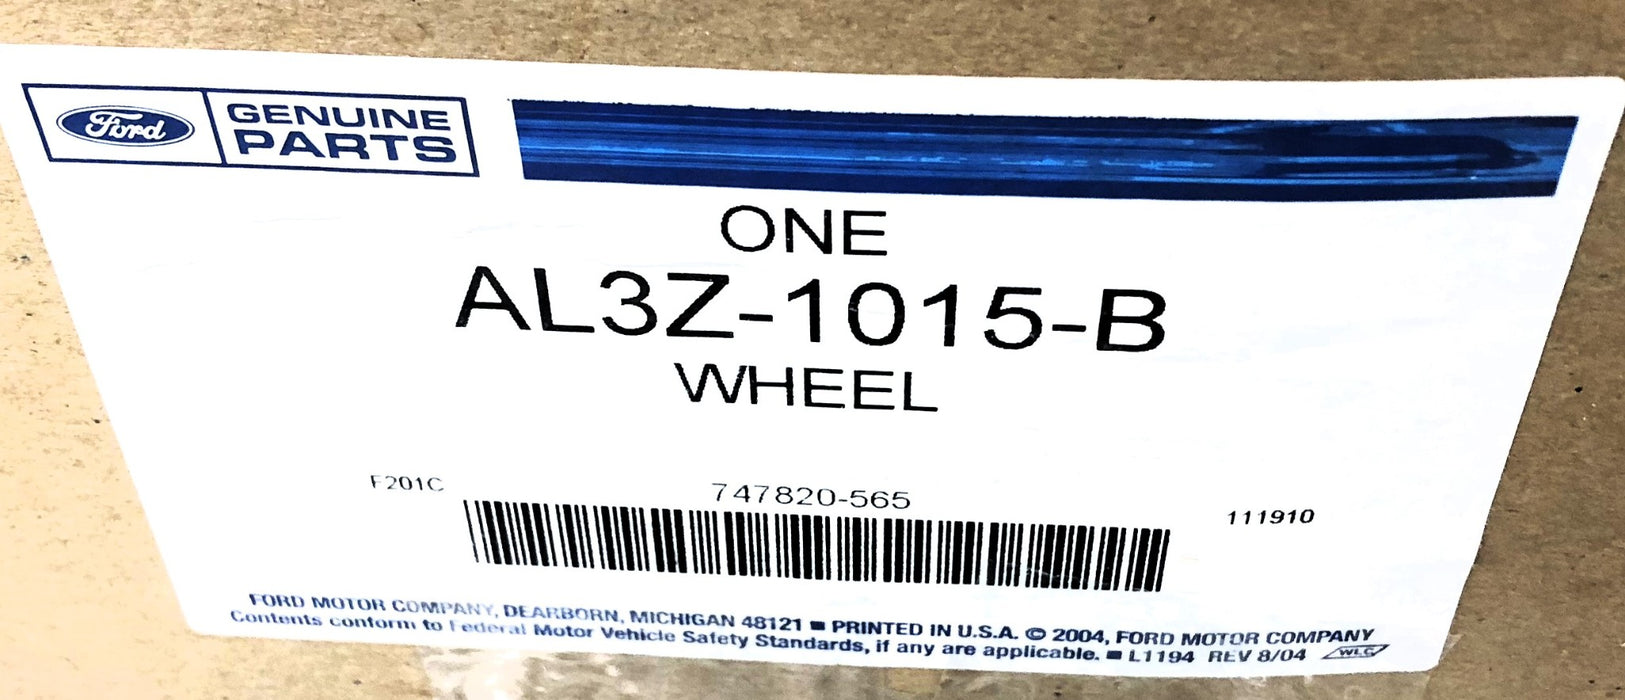 Ford GENUINE PARTS
ONE
AL3Z-1015-B
WHEEL
F201C 747820-565 111910
FORD MOTOR COMPANY, DEARBORN, MICHIGAN 48121 ■ PRINTED IN U.S.A. © 2004, FORD MOTOR COMPANY
Contents conform to Federal Motor Vehicle Safety Standards, if any are applicable. ■ L1194 REV 8/04 WLC